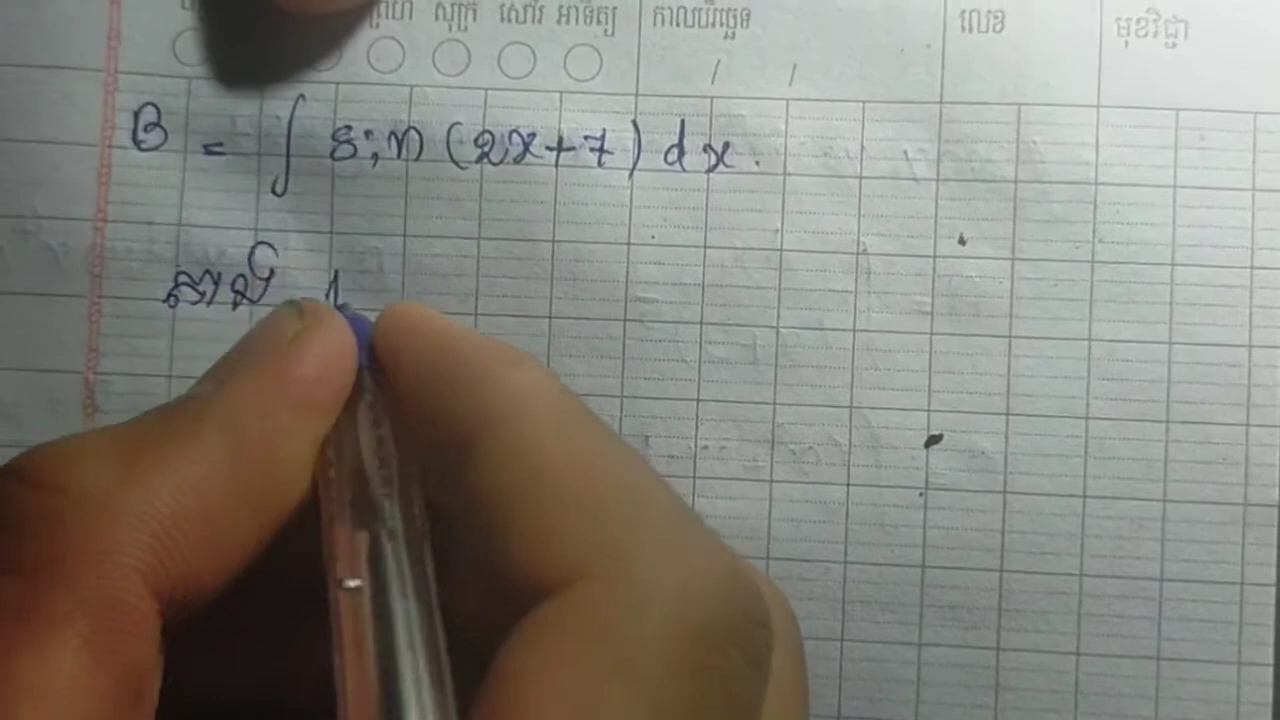 ព្រហ សុក្រ សៅរ៍ អាទិត្យ កាលបរិច្ឆេទ លេខ មុខវិជ្ជា
/ /
B = ∫ sin (2x+7) dx.
តាង